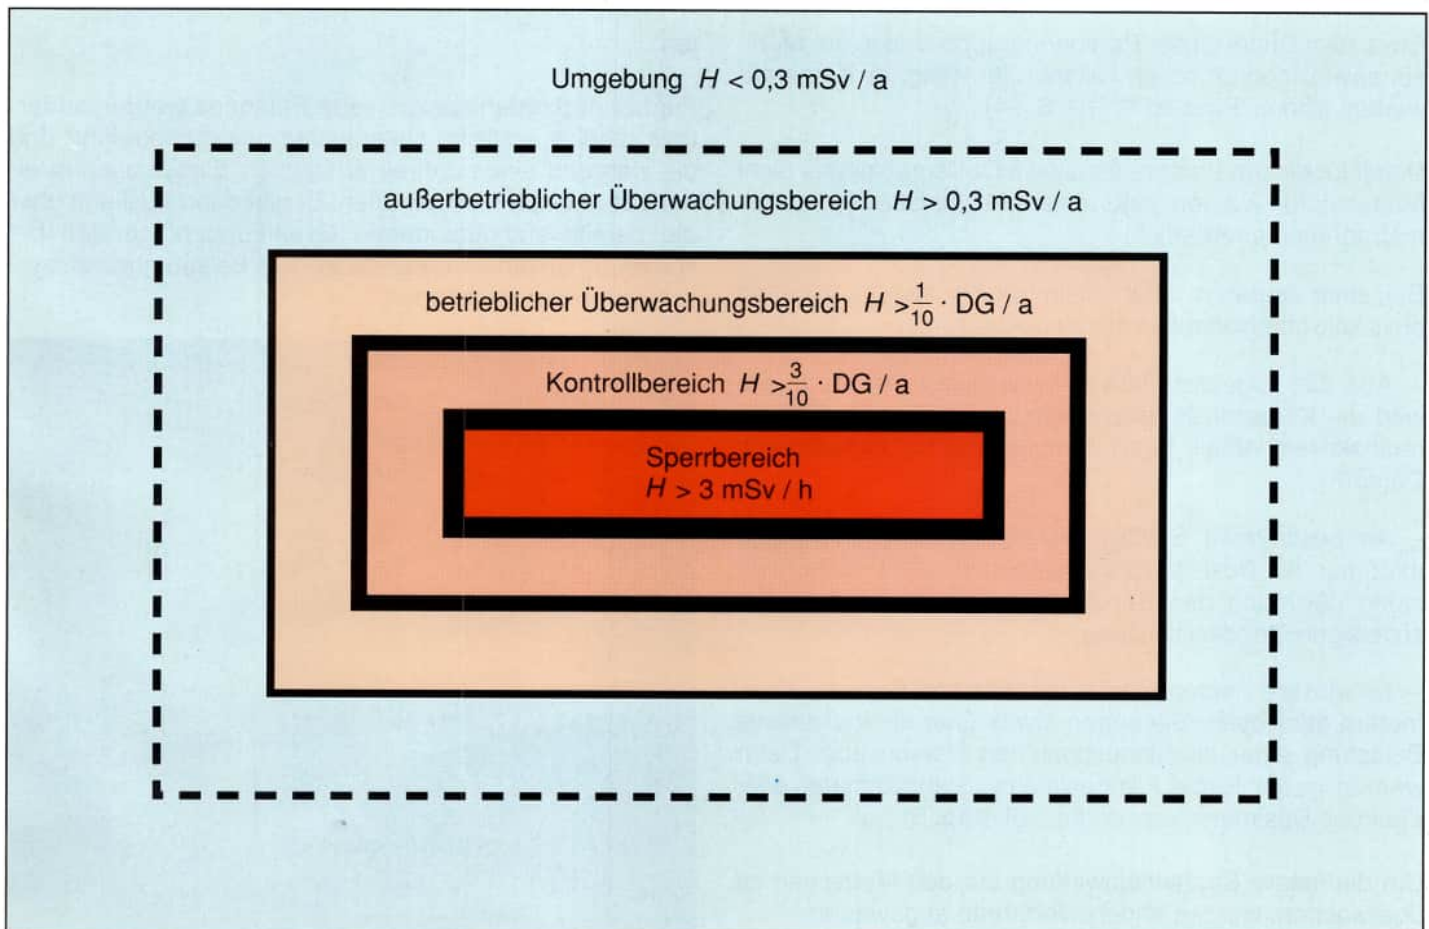 Umgebung H < 0,3 mSv / a
außerbetrieblicher Überwachungsbereich H > 0,3 mSv / a
betrieblicher Überwachungsbereich H > 1/10 · DG / a
Kontrollbereich H > 3/10 · DG / a
Sperrbereich
H > 3 mSv / h